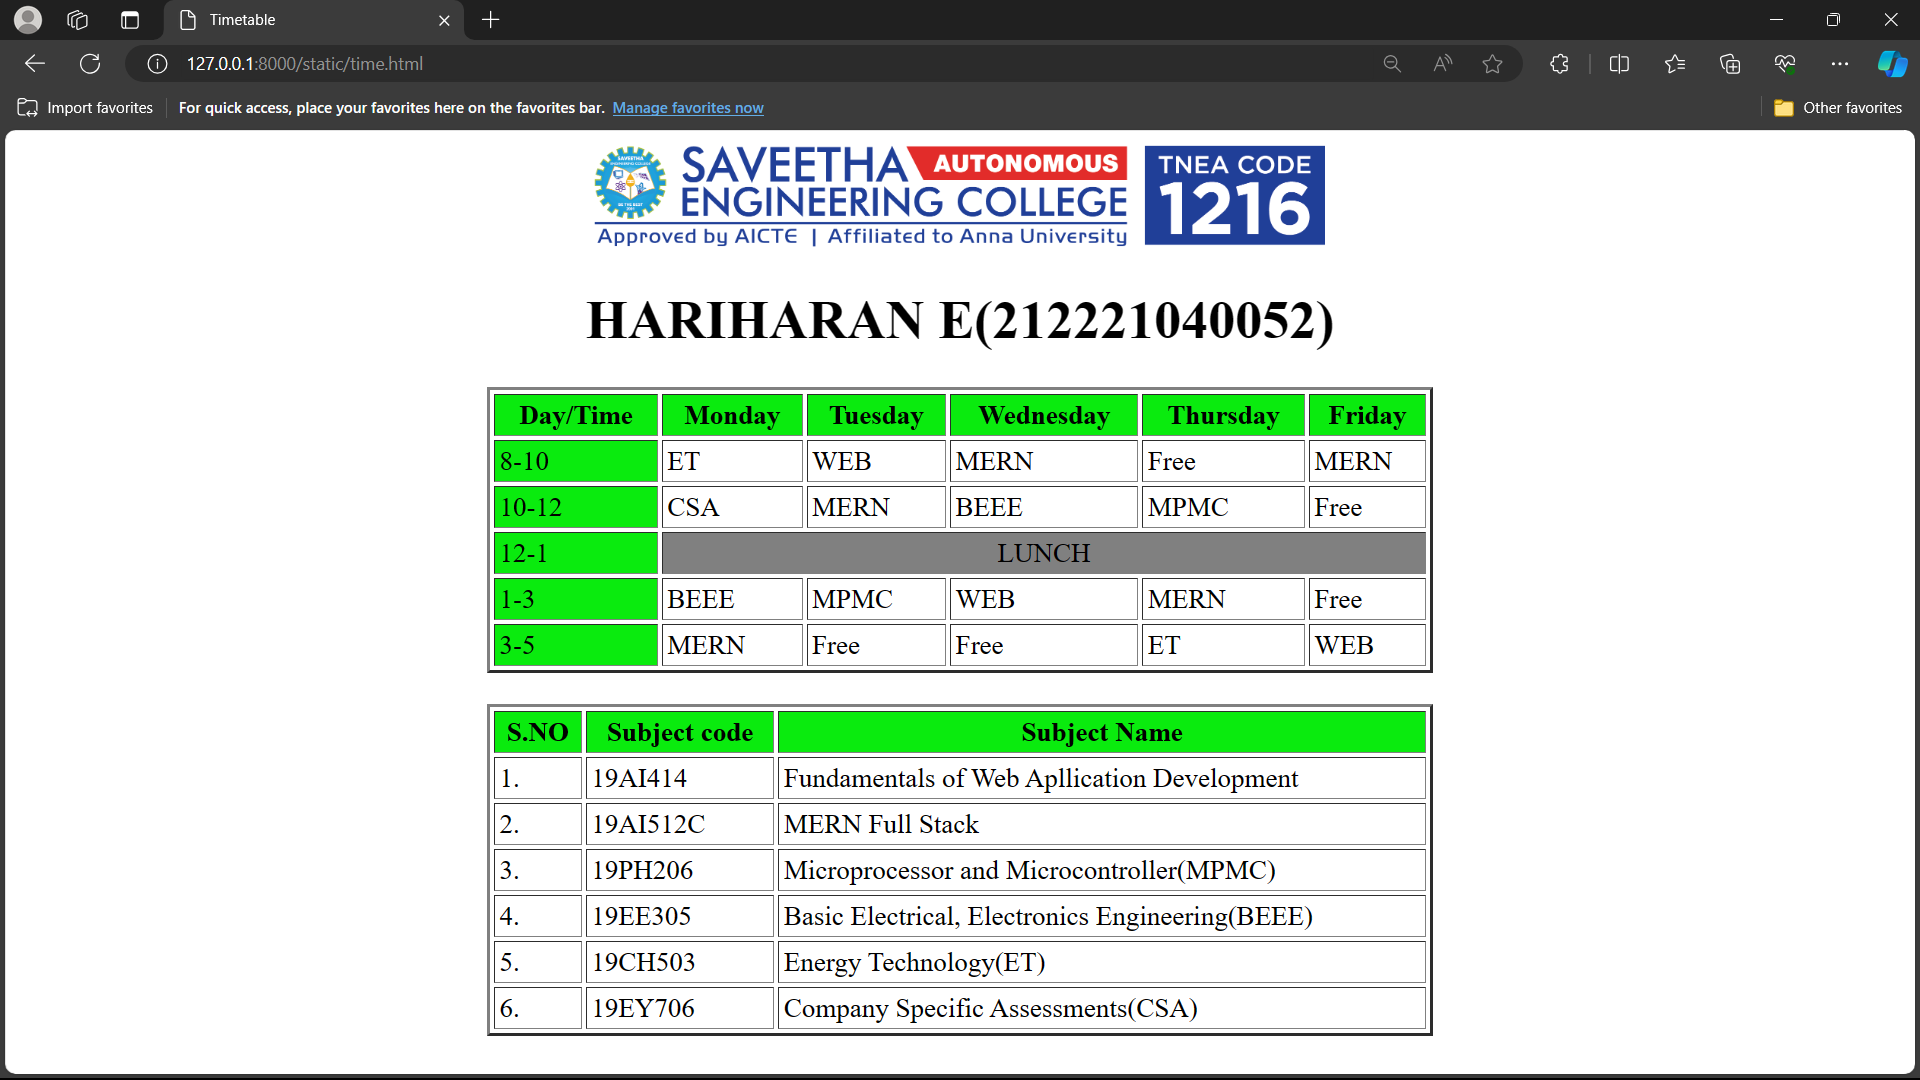 Timetable
127.0.0.1:8000/static/time.html
Import favorites For quick access, place your favorites here on the favorites bar. Manage favorites now Other favorites
SAVEETHA AUTONOMOUS
ENGINEERING COLLEGE
Approved by AICTE | Affiliated to Anna University
TNEA CODE
1216
HARIHARAN E(212221040052)
Day/Time Monday Tuesday Wednesday Thursday Friday
8-10 ET WEB MERN Free MERN
10-12 CSA MERN BEEE MPMC Free
12-1 LUNCH
1-3 BEEE MPMC WEB MERN Free
3-5 MERN Free Free ET WEB
S.NO Subject code Subject Name
1. 19AI414 Fundamentals of Web Apllication Development
2. 19AI512C MERN Full Stack
3. 19PH206 Microprocessor and Microcontroller(MPMC)
4. 19EE305 Basic Electrical, Electronics Engineering(BEEE)
5. 19CH503 Energy Technology(ET)
6. 19EY706 Company Specific Assessments(CSA)